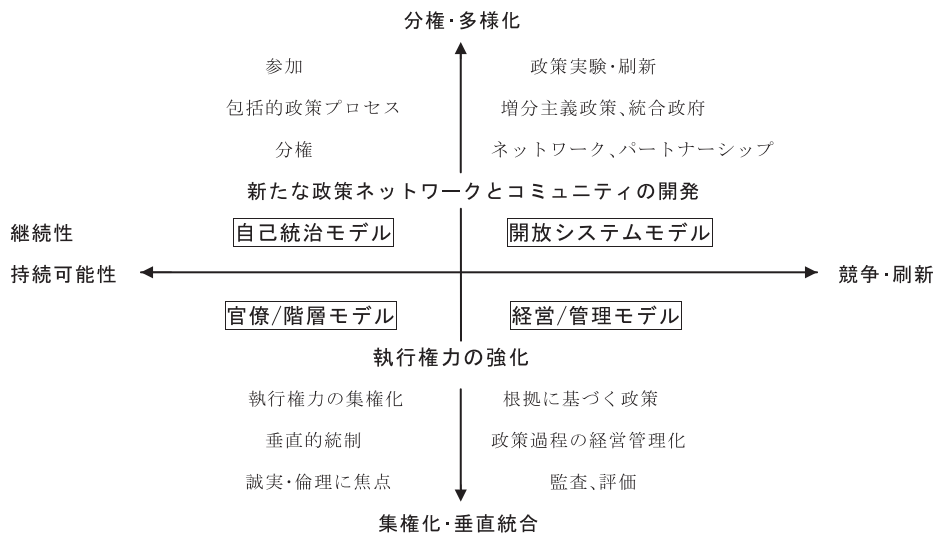 分権・多様化
参加
政策実験・刷新
包括的政策プロセス
増分主義政策、統合政府
分権
ネットワーク、パートナーシップ
新たな政策ネットワークとコミュニティの開発
継続性
自己統治モデル
開放システムモデル
持続可能性
競争・刷新
官僚/階層モデル
経営/管理モデル
執行権力の強化
執行権力の集権化
根拠に基づく政策
垂直的統制
政策過程の経営管理化
誠実・倫理に焦点
監査、評価
集権化・垂直統合